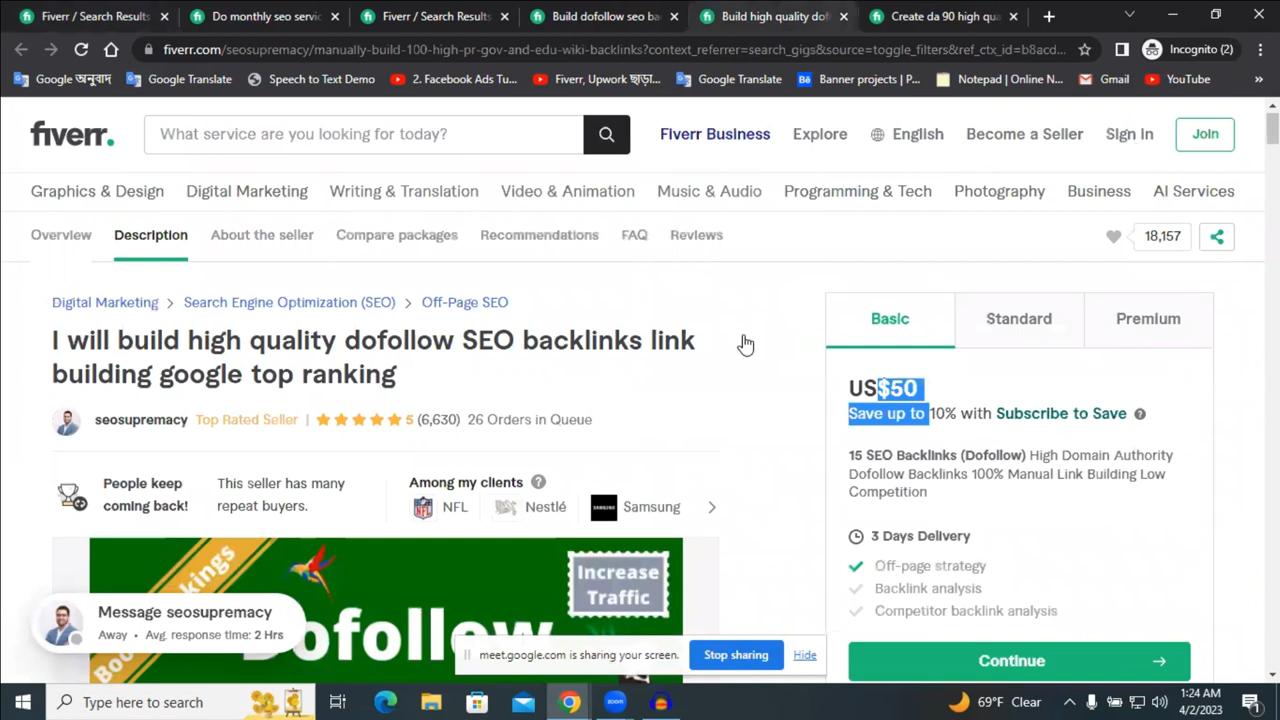 Fiverr / Search Results
Do monthly seo servic
Fiverr / Search Results
Build dofollow seo ba
Build high quality dof
Create da 90 high qua
fiverr.com/seosupremacy/manually-build-100-high-pr-gov-and-edu-wiki-backlinks?context_referrer=search_gigs&source=toggle_filters&ref_ctx_id=b8acd...
Incognito (2)
Google অনুবাদ
Google Translate
Speech to Text Demo
2. Facebook Ads Tu...
Fiverr, Upwork ছাড়া...
Google Translate
Banner projects | P...
Notepad | Online N...
Gmail
YouTube
fiverr.
What service are you looking for today?
Fiverr Business
Explore
English
Become a Seller
Sign In
Join
Graphics & Design
Digital Marketing
Writing & Translation
Video & Animation
Music & Audio
Programming & Tech
Photography
Business
AI Services
Overview
Description
About the seller
Compare packages
Recommendations
FAQ
Reviews
18,157
Digital Marketing > Search Engine Optimization (SEO) > Off-Page SEO
I will build high quality dofollow SEO backlinks link
building google top ranking
seosupremacy Top Rated Seller | 5 (6,630) 26 Orders in Queue
People keep
coming back!
This seller has many
repeat buyers.
Among my clients
NFL
Nestlé
SAMSUNG
Samsung
Basic
Standard
Premium
US$50
Save up to 10% with Subscribe to Save
15 SEO Backlinks (Dofollow) High Domain Authority
Dofollow Backlinks 100% Manual Link Building Low
Competition
3 Days Delivery
Off-page strategy
Backlink analysis
Competitor backlink analysis
Continue
Increase
Traffic
Dofollow
Message seosupremacy
Away • Avg. response time: 2 Hrs
meet.google.com is sharing your screen.
Stop sharing
Hide
Type here to search
zoom
69°F Clear
1:24 AM
4/2/2023